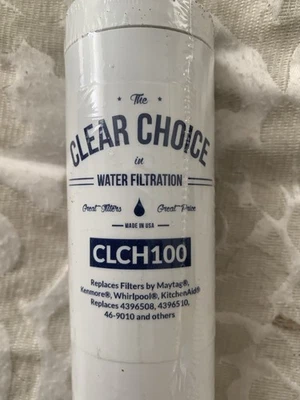 The
CLEAR CHOICE
in
WATER FILTRATION
Great Filters Great Price
MADE IN USA
CLCH100
Replaces Filters by Maytag®,
Kenmore®, Whirlpool®, KitchenAid®
Replaces 4396508, 4396510,
46-9010 and others